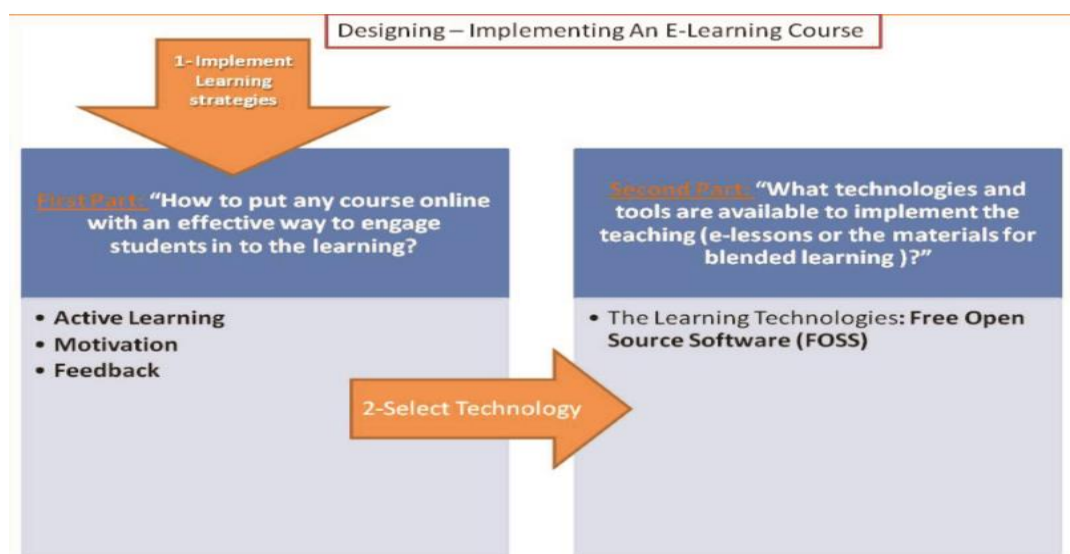 Designing – Implementing An E-Learning Course
1- Implement
Learning
strategies
First Part: “How to put any course online
with an effective way to engage
students in to the learning?
• Active Learning
• Motivation
• Feedback
2-Select Technology
Second Part: “What technologies and
tools are available to implement the
teaching (e-lessons or the materials for
blended learning )?”
• The Learning Technologies: Free Open
Source Software (FOSS)